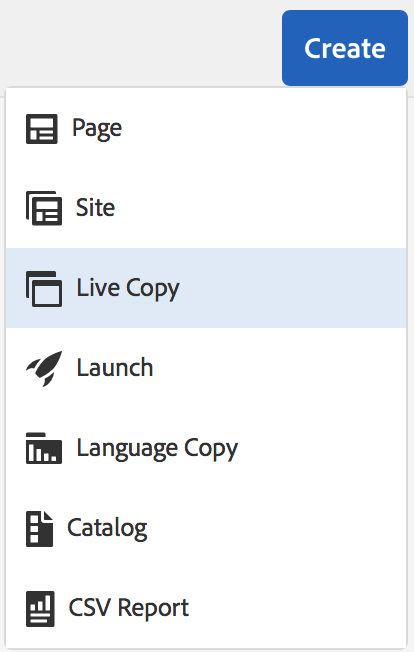 Create
Page
Site
Live Copy
Launch
Language Copy
Catalog
CSV Report